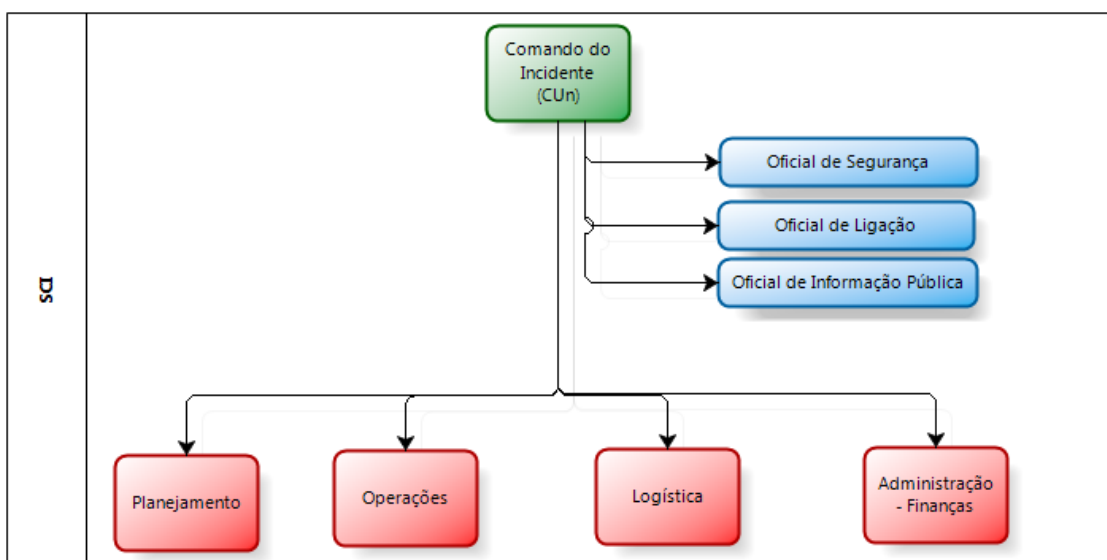 SCI
Comando do
Incidente
(CUn)
Oficial de Segurança
Oficial de Ligação
Oficial de Informação Pública
Planejamento
Operações
Logística
Administração
- Finanças